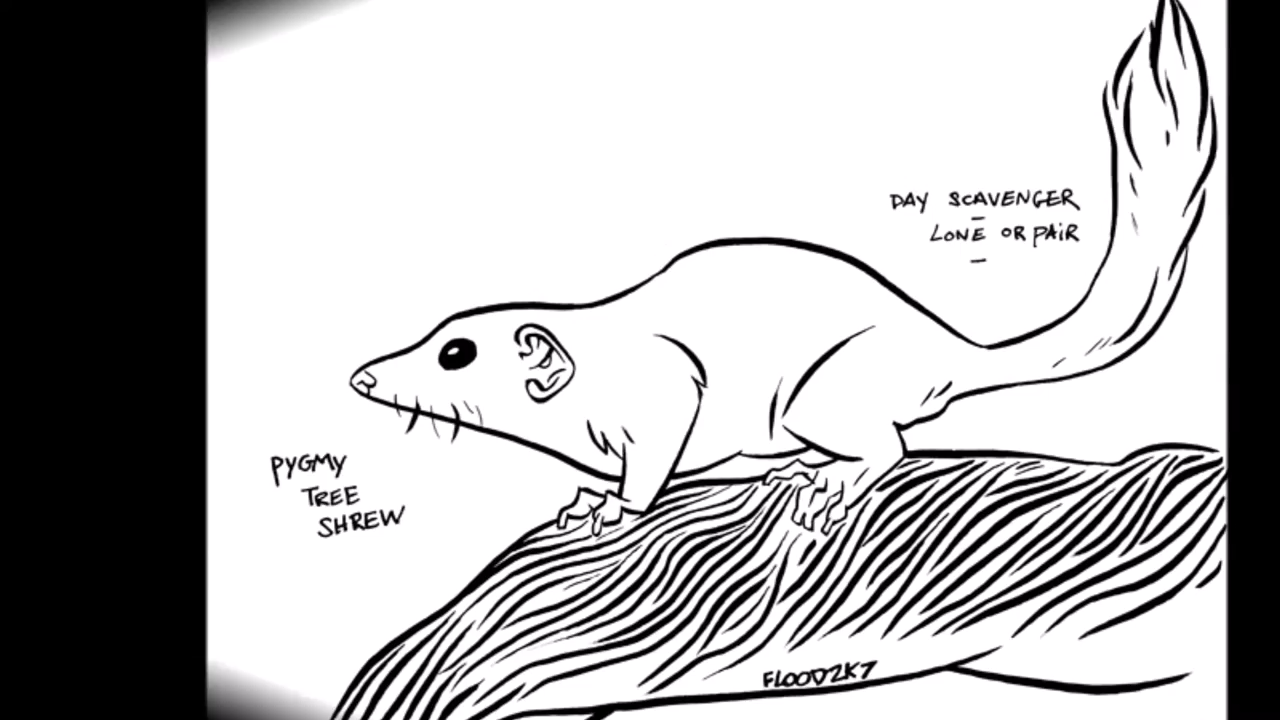 DAY SCAVENGER
LONE OR PAIR
PYGMY
TREE
SHREW
FLOOD2K7